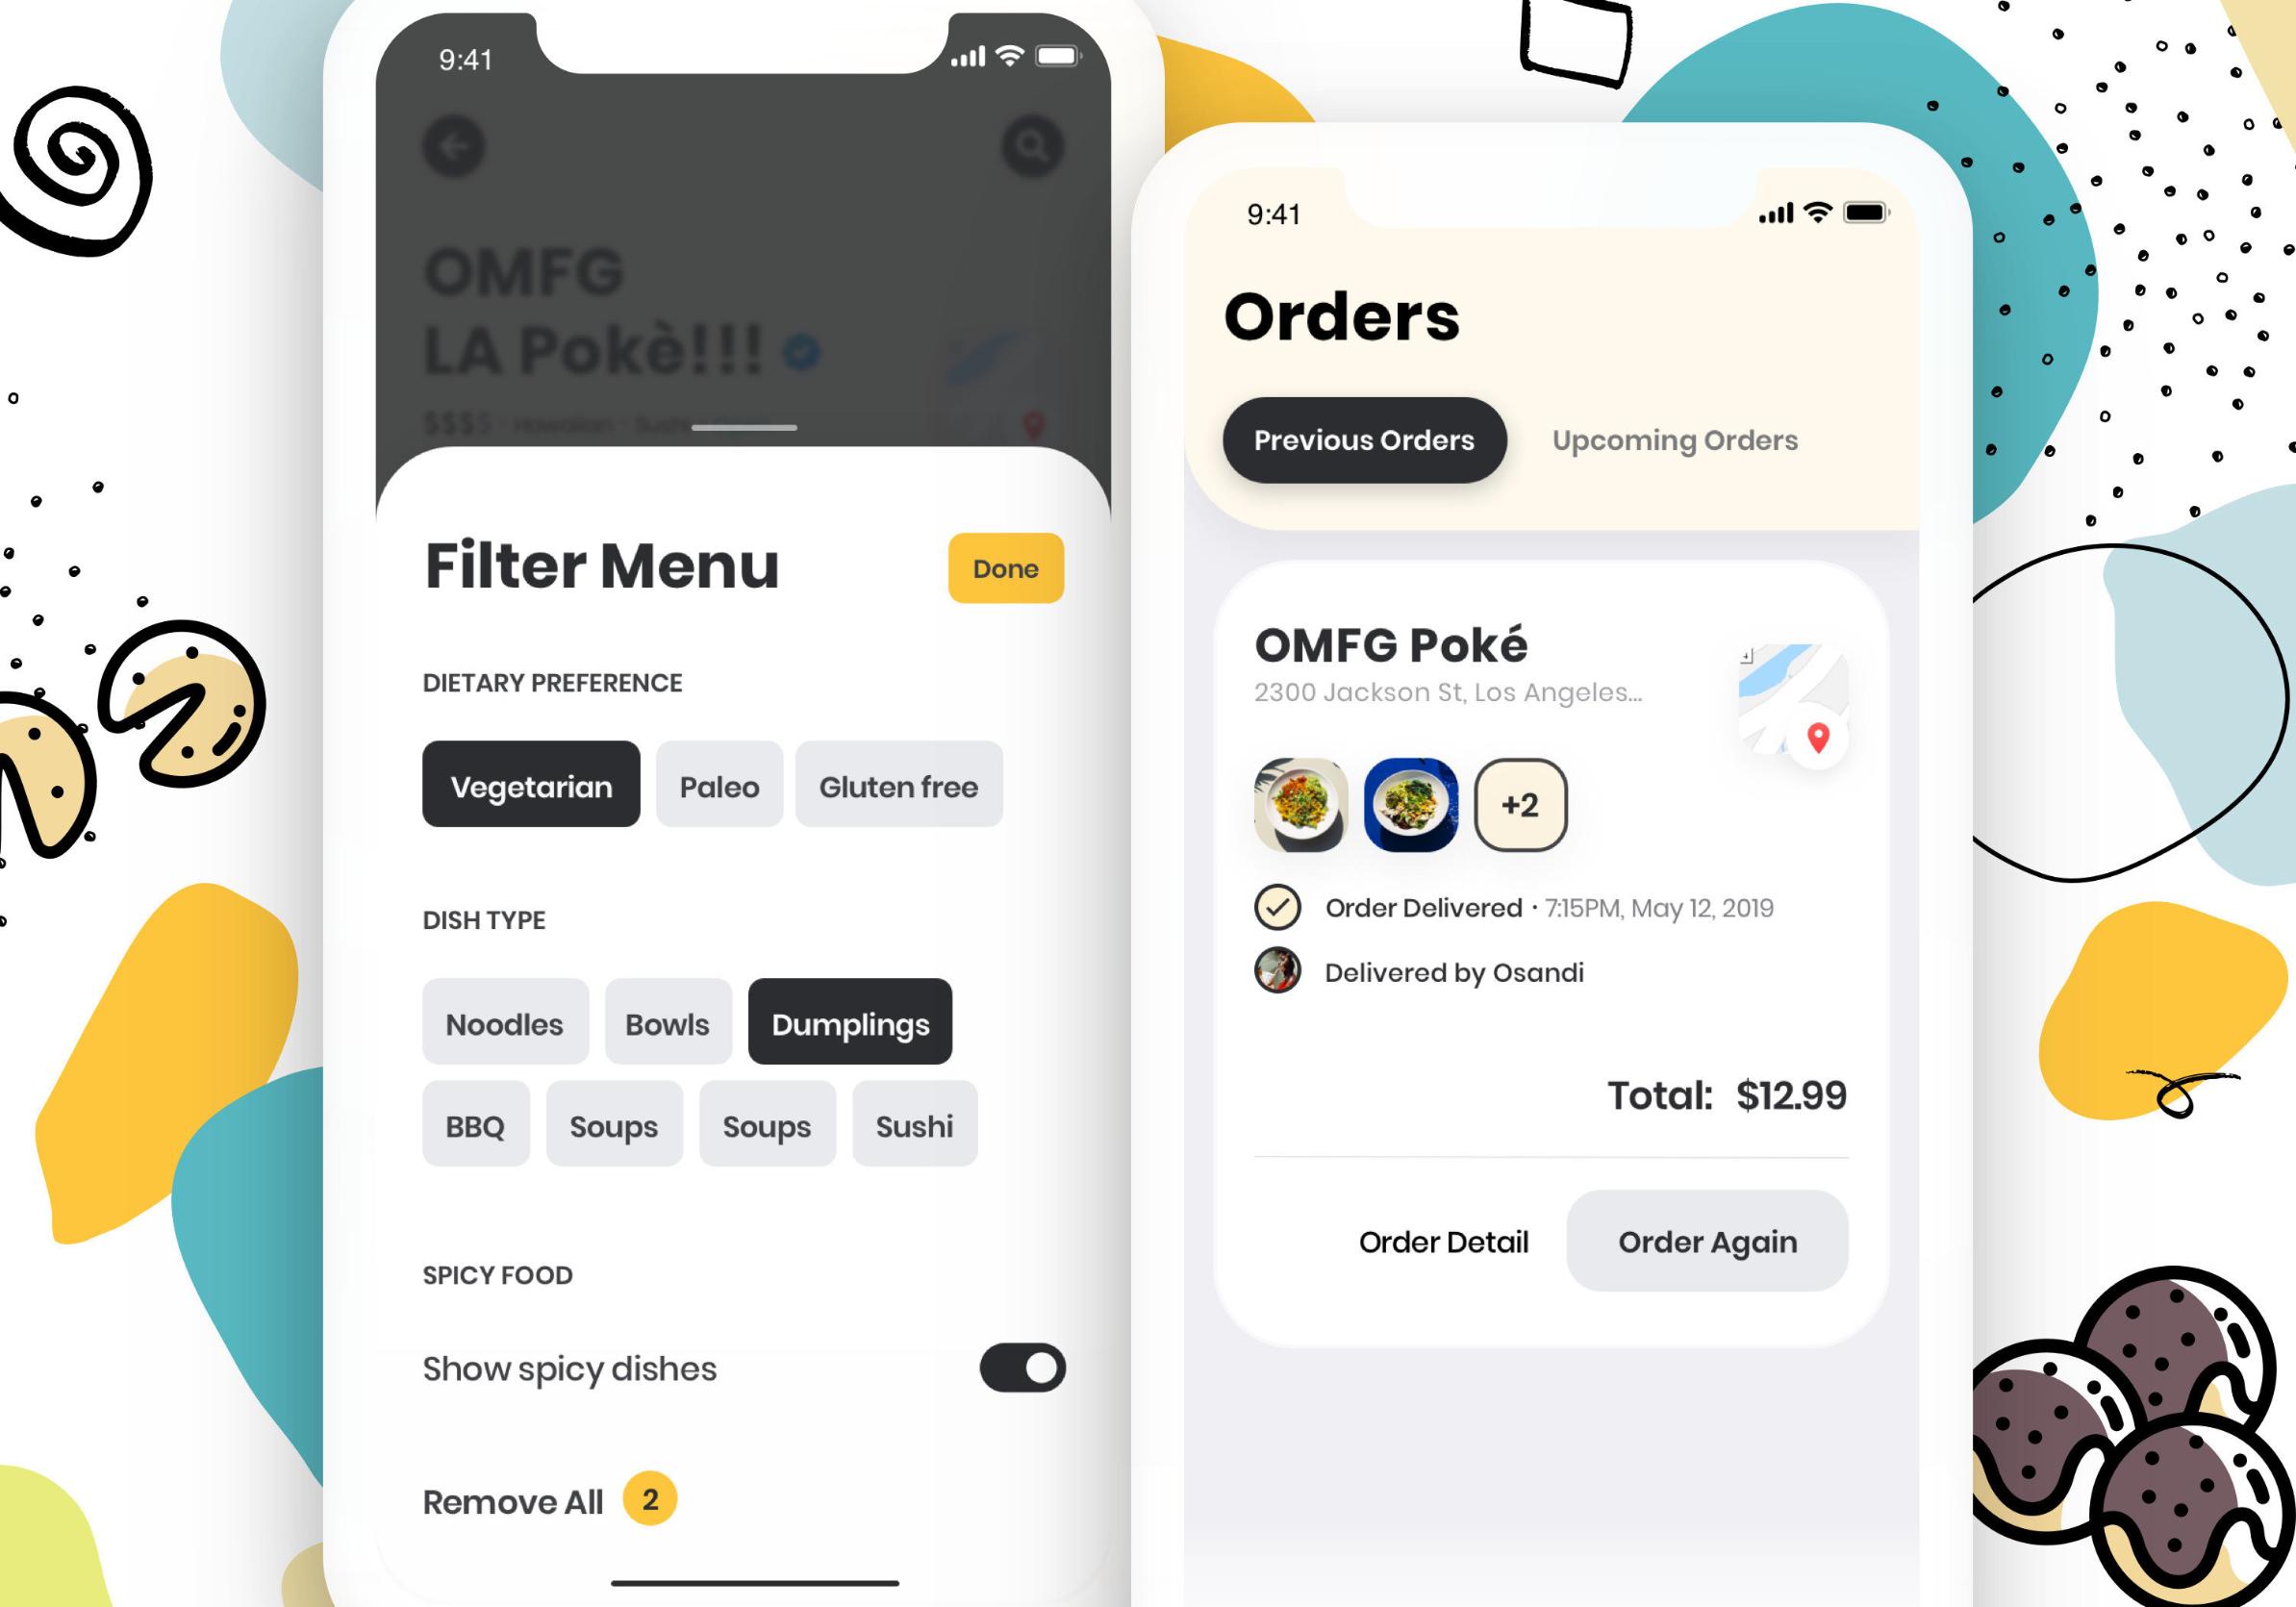 9:41
OMFG
LA Pokè!!!
$$$$ · Hawaiian · Sushi ·
Filter Menu
Done
DIETARY PREFERENCE
Vegetarian
Paleo
Gluten free
DISH TYPE
Noodles
Bowls
Dumplings
BBQ
Soups
Soups
Sushi
SPICY FOOD
Show spicy dishes
Remove All
2
9:41
Orders
Previous Orders
Upcoming Orders
OMFG Poké
2300 Jackson St, Los Angeles...
+2
Order Delivered · 7:15PM, May 12, 2019
Delivered by Osandi
Total: $12.99
Order Detail
Order Again